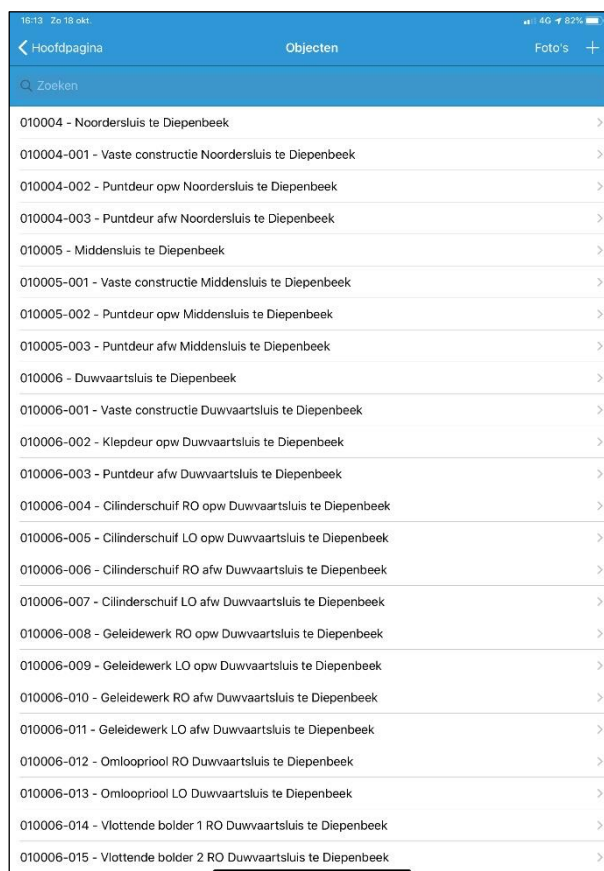 16:13 Zo 18 okt. 4G 82%
Hoofdpagina Objecten Foto's +
Zoeken
010004 - Noordersluis te Diepenbeek
010004-001 - Vaste constructie Noordersluis te Diepenbeek
010004-002 - Puntdeur opw Noordersluis te Diepenbeek
010004-003 - Puntdeur afw Noordersluis te Diepenbeek
010005 - Middensluis te Diepenbeek
010005-001 - Vaste constructie Middensluis te Diepenbeek
010005-002 - Puntdeur opw Middensluis te Diepenbeek
010005-003 - Puntdeur afw Middensluis te Diepenbeek
010006 - Duwvaartsluis te Diepenbeek
010006-001 - Vaste constructie Duwvaartsluis te Diepenbeek
010006-002 - Klepdeur opw Duwvaartsluis te Diepenbeek
010006-003 - Puntdeur afw Duwvaartsluis te Diepenbeek
010006-004 - Cilinderschuif RO opw Duwvaartsluis te Diepenbeek
010006-005 - Cilinderschuif LO opw Duwvaartsluis te Diepenbeek
010006-006 - Cilinderschuif RO afw Duwvaartsluis te Diepenbeek
010006-007 - Cilinderschuif LO afw Duwvaartsluis te Diepenbeek
010006-008 - Geleidewerk RO opw Duwvaartsluis te Diepenbeek
010006-009 - Geleidewerk LO opw Duwvaartsluis te Diepenbeek
010006-010 - Geleidewerk RO afw Duwvaartsluis te Diepenbeek
010006-011 - Geleidewerk LO afw Duwvaartsluis te Diepenbeek
010006-012 - Omloopriool RO Duwvaartsluis te Diepenbeek
010006-013 - Omloopriool LO Duwvaartsluis te Diepenbeek
010006-014 - Vlottende bolder 1 RO Duwvaartsluis te Diepenbeek
010006-015 - Vlottende bolder 2 RO Duwvaartsluis te Diepenbeek